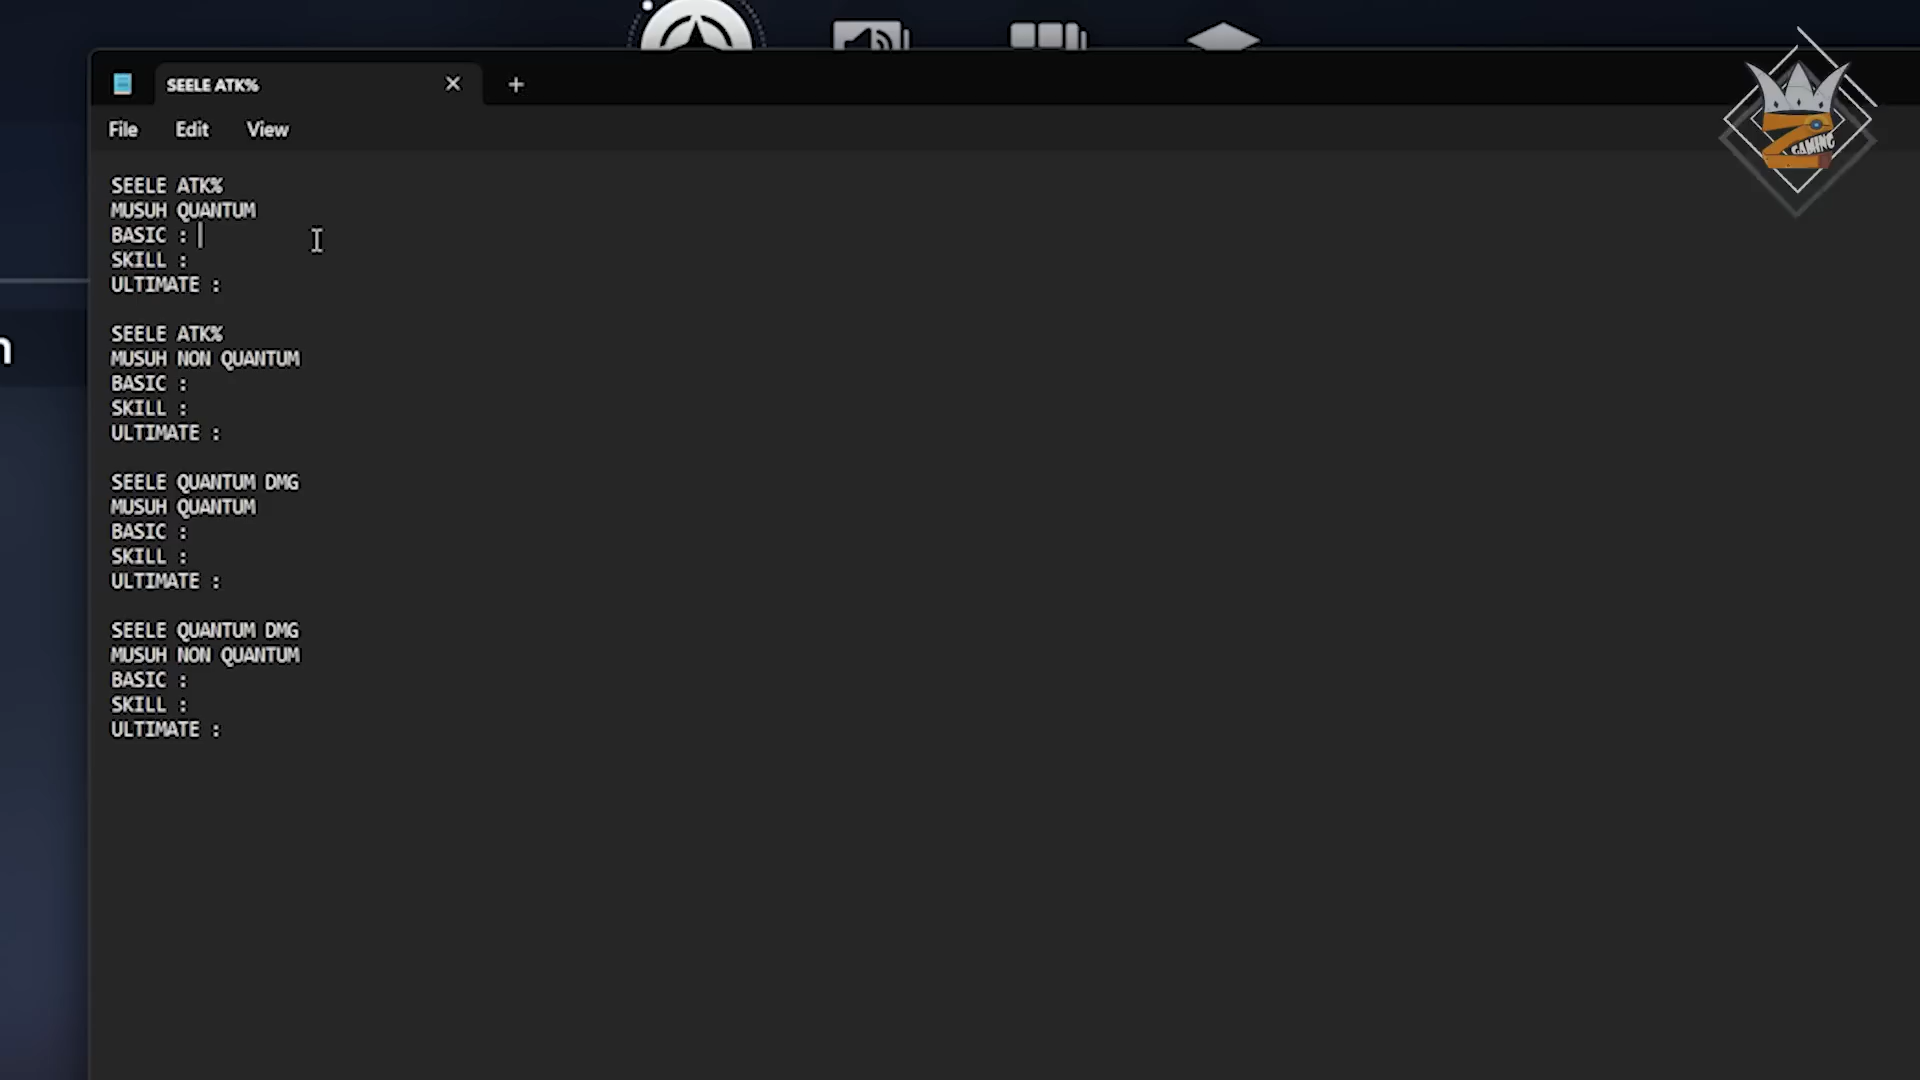 SEELE ATK%
File Edit View
SEELE ATK%
MUSUH QUANTUM
BASIC :
SKILL :
ULTIMATE :
SEELE ATK%
MUSUH NON QUANTUM
BASIC :
SKILL :
ULTIMATE :
SEELE QUANTUM DMG
MUSUH QUANTUM
BASIC :
SKILL :
ULTIMATE :
SEELE QUANTUM DMG
MUSUH NON QUANTUM
BASIC :
SKILL :
ULTIMATE :
GAMING
n